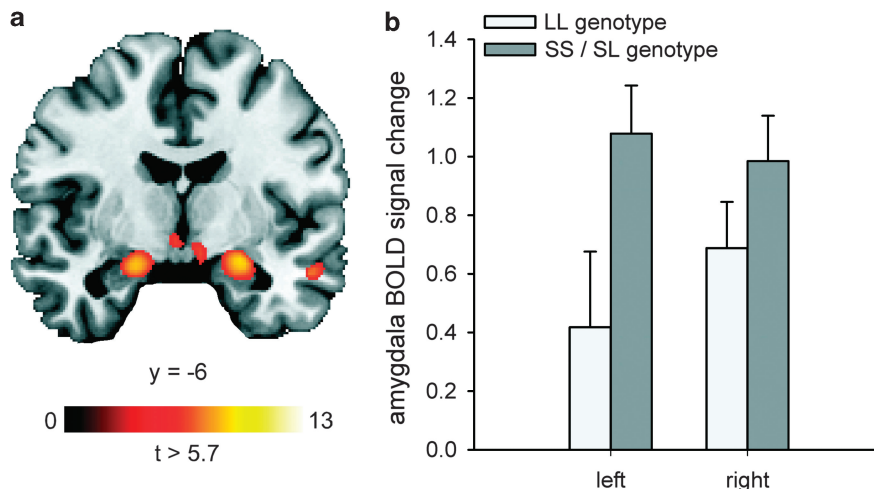 a
y = -6
0 13
t > 5.7
b
LL genotype
SS / SL genotype
amygdala BOLD signal change
1.4
1.2
1.0
0.8
0.6
0.4
0.2
0.0
left right